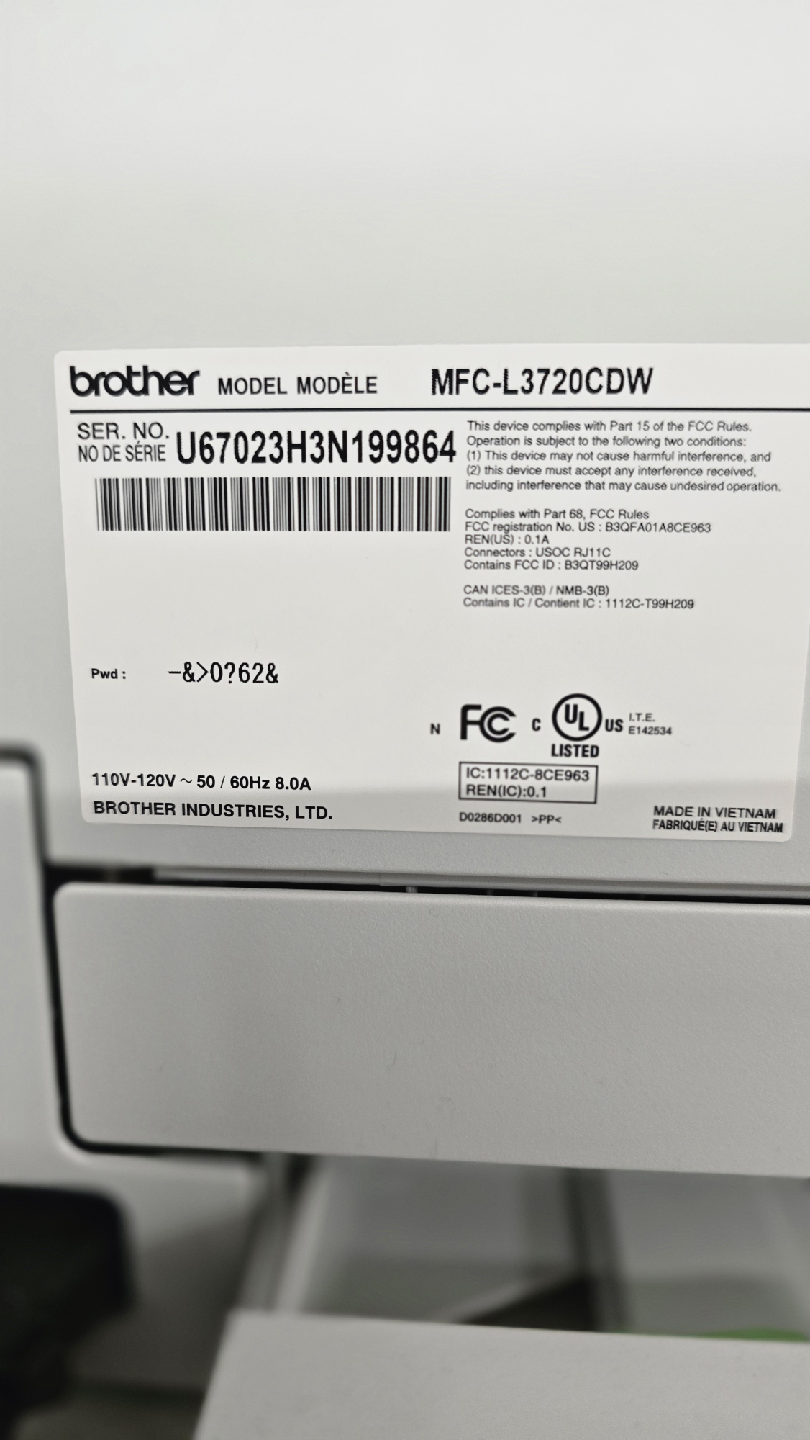 brother MODEL MODÈLE MFC-L3720CDW
SER. NO.
NO DE SÉRIE U67023H3N199864
This device complies with Part 15 of the FCC Rules.
Operation is subject to the following two conditions:
(1) This device may not cause harmful interference, and
(2) this device must accept any interference received,
including interference that may cause undesired operation.
Complies with Part 68, FCC Rules
FCC registration No. US : B3QFA01A8CE963
REN(US) : 0.1A
Connectors : USOC RJ11C
Contains FCC ID : B3QT99H209
CAN ICES-3(B) / NMB-3(B)
Contains IC / Contient IC : 1112C-T99H209
Pwd : -&>0?62&
N FC C UL US I.T.E.
E142534
LISTED
IC:1112C-8CE963
REN(IC):0.1
110V-120V ~ 50 / 60Hz 8.0A
BROTHER INDUSTRIES, LTD.
D0286D001 >PP<
MADE IN VIETNAM
FABRIQUÉ(E) AU VIETNAM